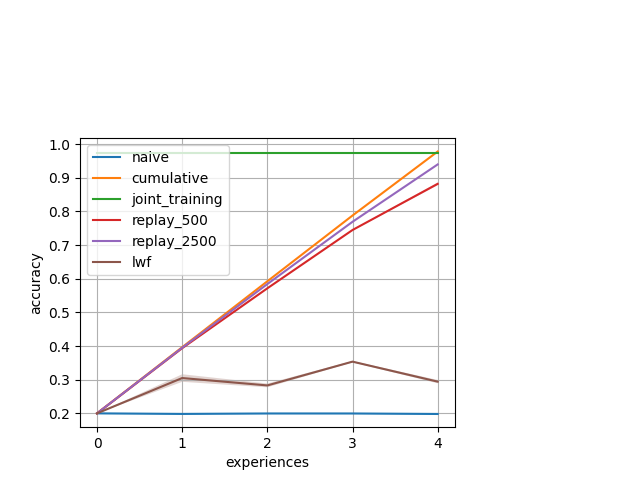 1.0
0.9
0.8
0.7
0.6
0.5
0.4
0.3
0.2
accuracy
naive
cumulative
joint_training
replay_500
replay_2500
lwf
0 1 2 3 4
experiences